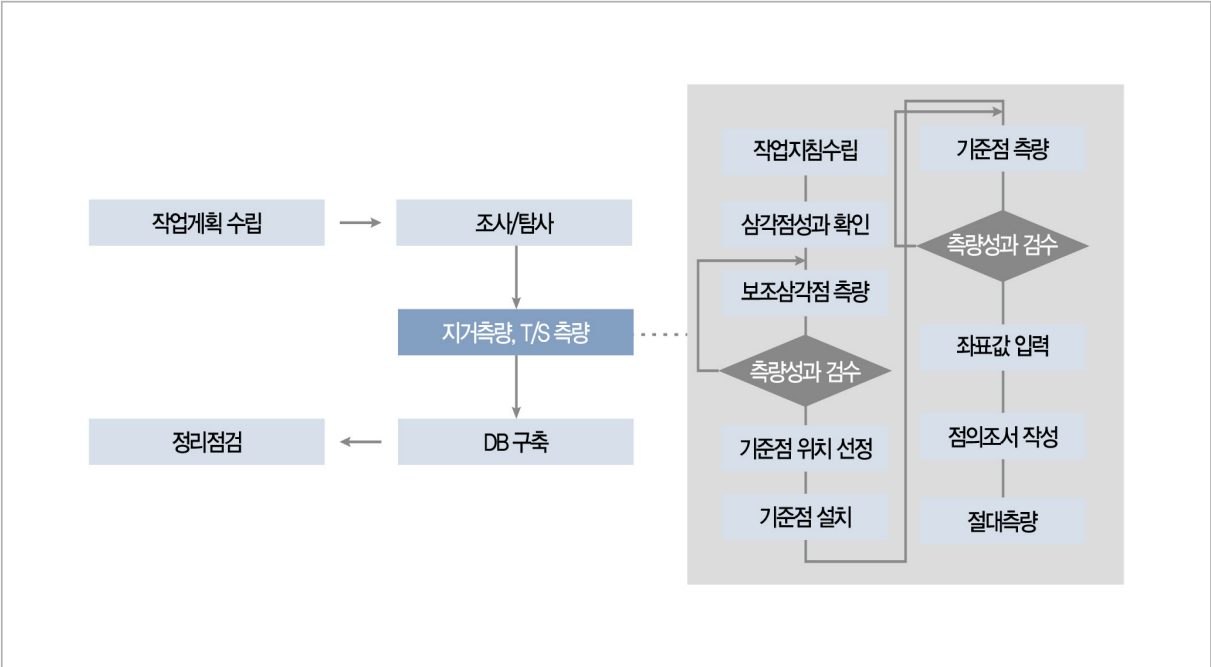 작업계획 수립
조사/탐사
지거측량, T/S 측량
DB 구축
정리점검
작업지침수립
삼각점성과 확인
보조삼각점 측량
측량성과 검수
기준점 위치 선정
기준점 설치
기준점 측량
측량성과 검수
좌표값 입력
점의조서 작성
절대측량